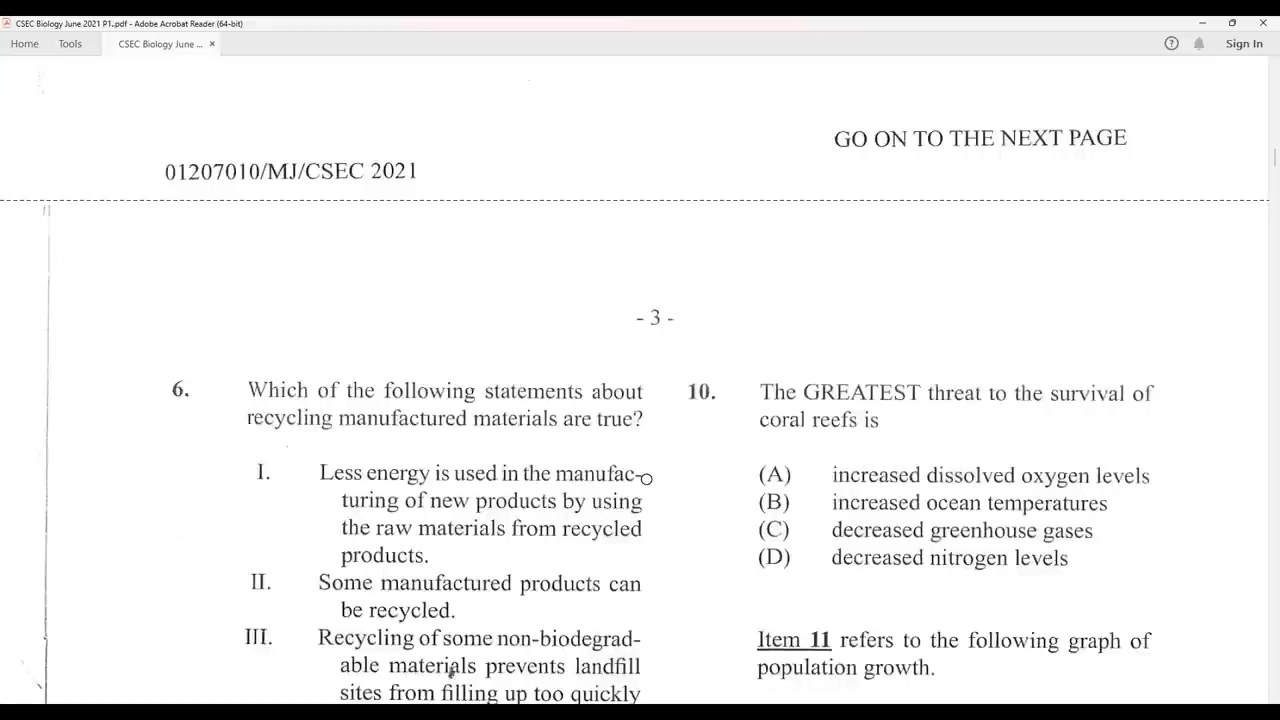 CSEC Biology June 2021 P1..pdf - Adobe Acrobat Reader (64-bit)
Home Tools CSEC Biology June ... × Sign In
GO ON TO THE NEXT PAGE
01207010/MJ/CSEC 2021
- 3 -
6. Which of the following statements about
recycling manufactured materials are true?
I. Less energy is used in the manufac-
turing of new products by using
the raw materials from recycled
products.
II. Some manufactured products can
be recycled.
III. Recycling of some non-biodegrad-
able materials prevents landfill
sites from filling up too quickly
10. The GREATEST threat to the survival of
coral reefs is
(A) increased dissolved oxygen levels
(B) increased ocean temperatures
(C) decreased greenhouse gases
(D) decreased nitrogen levels
Item 11 refers to the following graph of
population growth.